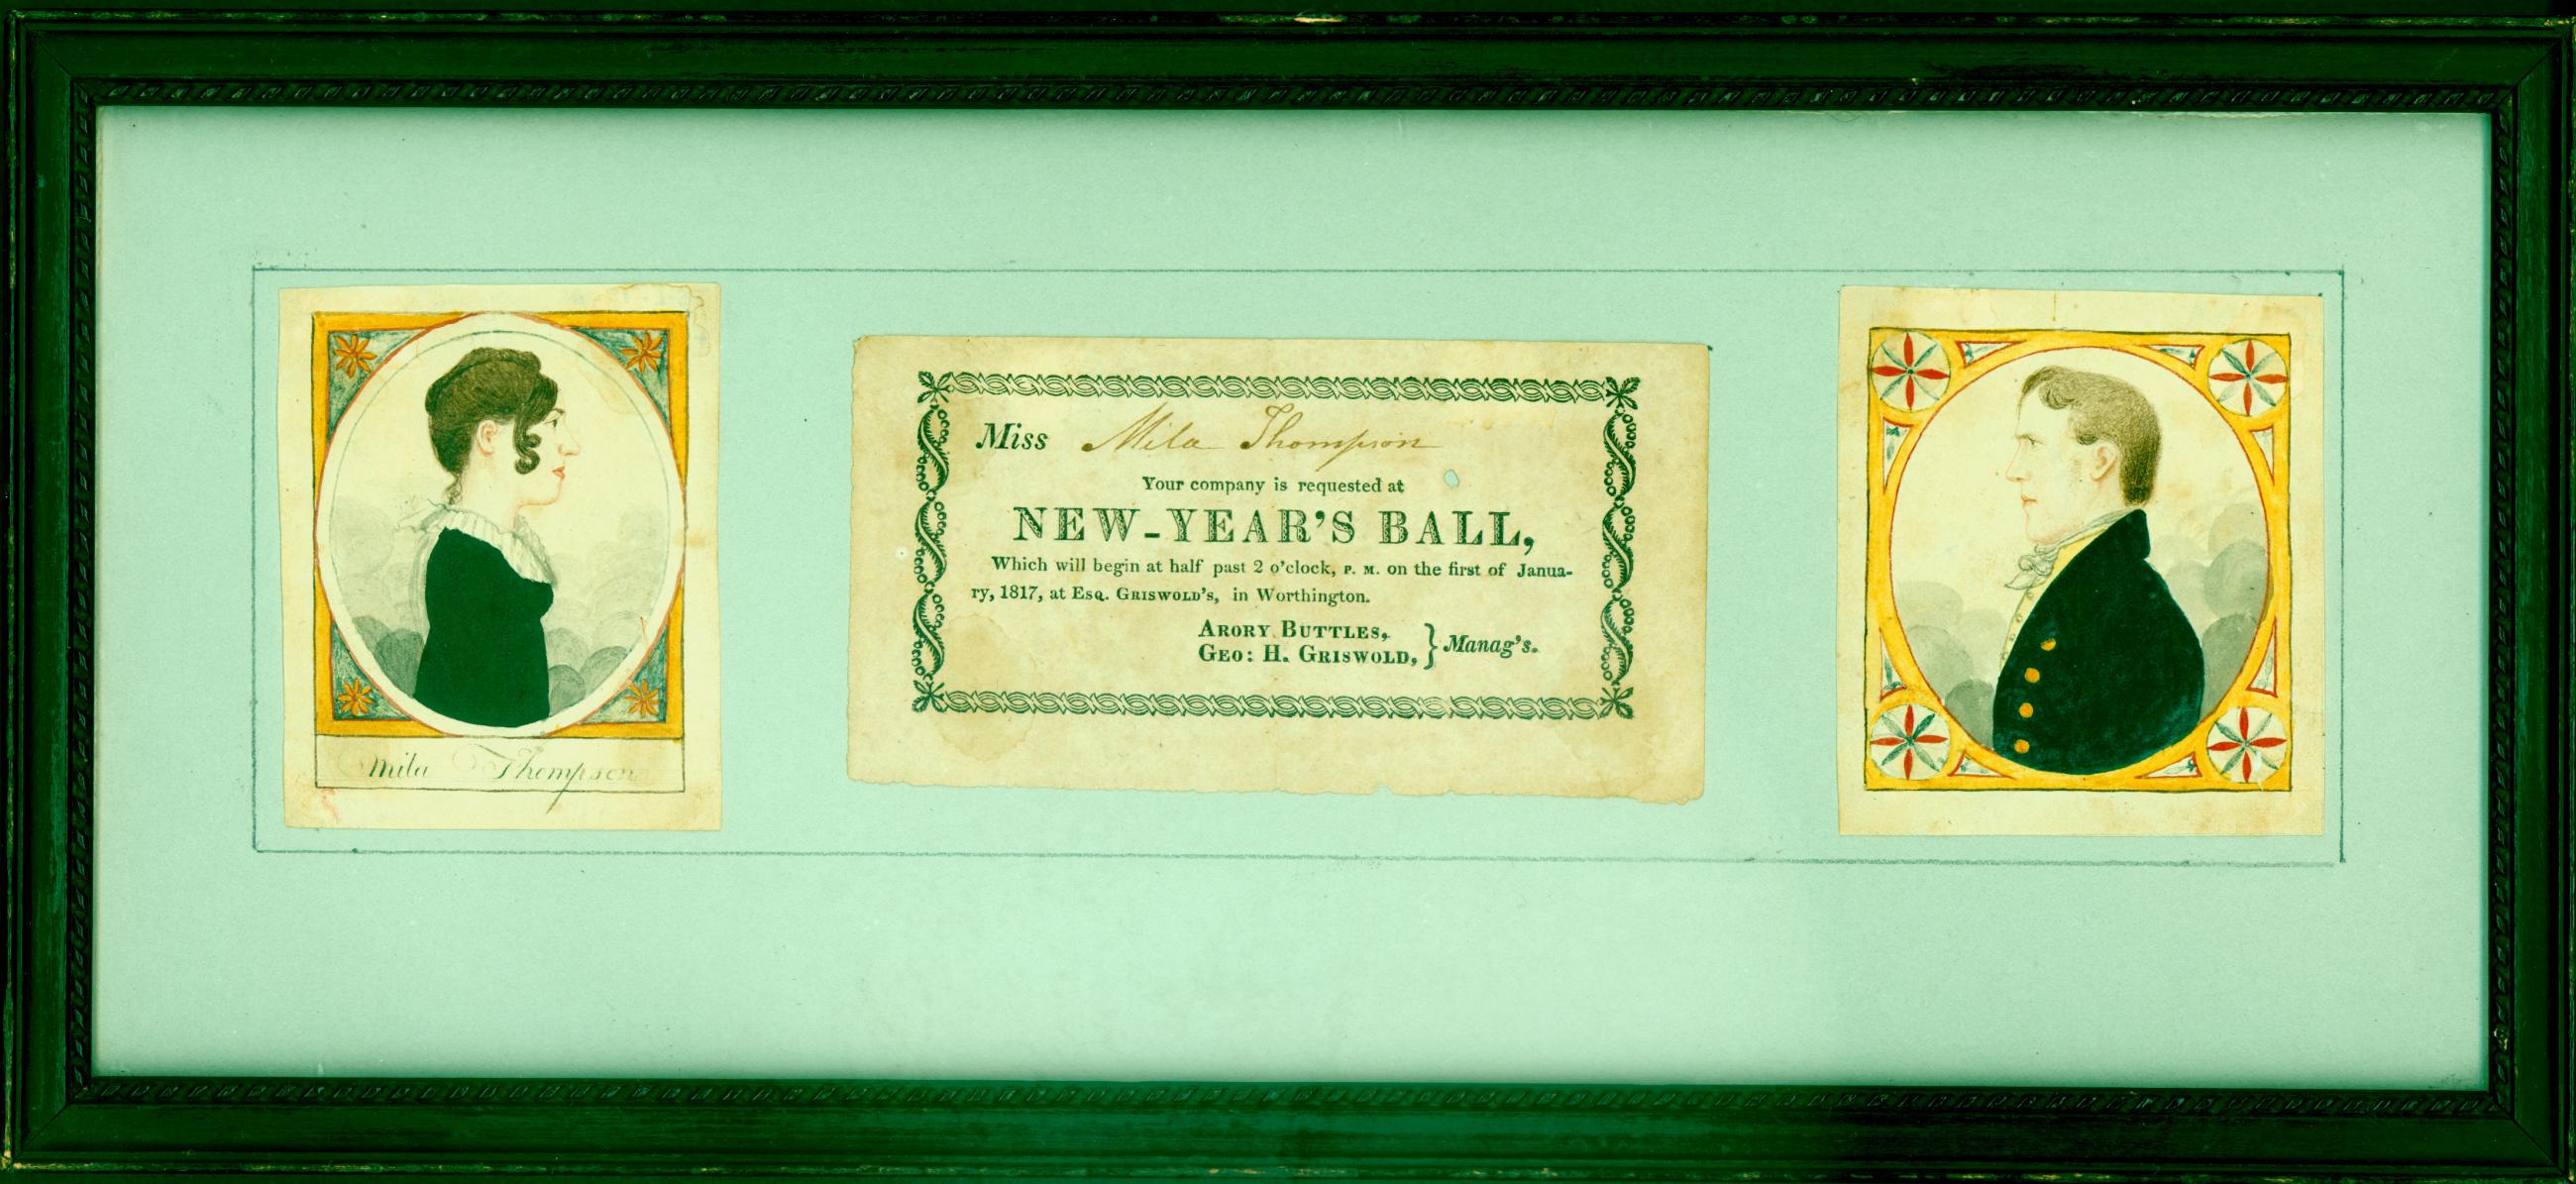 Mila Thompson
Miss Mila Thompson
Your company is requested at
NEW-YEAR'S BALL,
Which will begin at half past 2 o'clock, P. M. on the first of Janua-
ry, 1817, at Esq. Griswold's, in Worthington.
Arory Buttles,
Geo: H. Griswold, } Manag's.